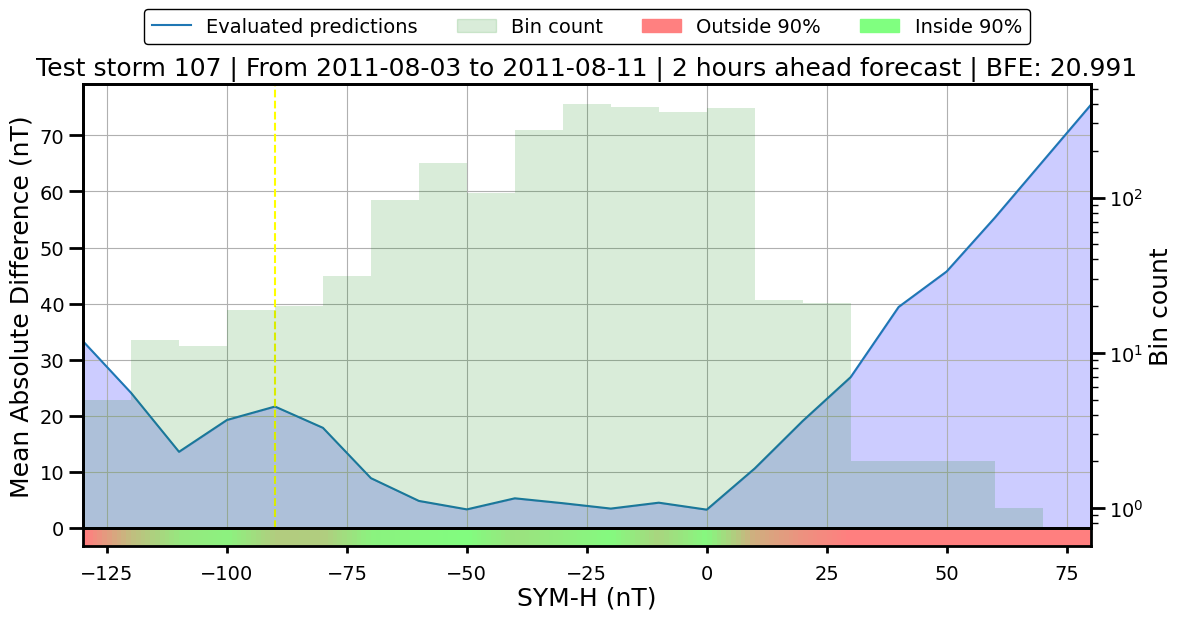 Evaluated predictions Bin count Outside 90% Inside 90%
Test storm 107 | From 2011-08-03 to 2011-08-11 | 2 hours ahead forecast | BFE: 20.991
Mean Absolute Difference (nT)
70
60
50
40
30
20
10
0
10²
10¹
10⁰
Bin count
−125 −100 −75 −50 −25 0 25 50 75
SYM-H (nT)